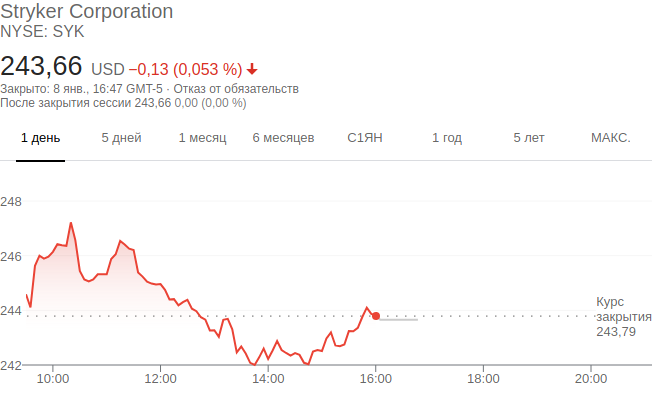 Stryker Corporation
NYSE: SYK
243,66 USD −0,13 (0,053 %)
Закрыто: 8 янв., 16:47 GMT-5 · Отказ от обязательств
После закрытия сессии 243,66 0,00 (0,00 %)
1 день 5 дней 1 месяц 6 месяцев С1ЯН 1 год 5 лет МАКС.
248
246
244
242
Курс
закрытия
243,79
10:00 12:00 14:00 16:00 18:00 20:00